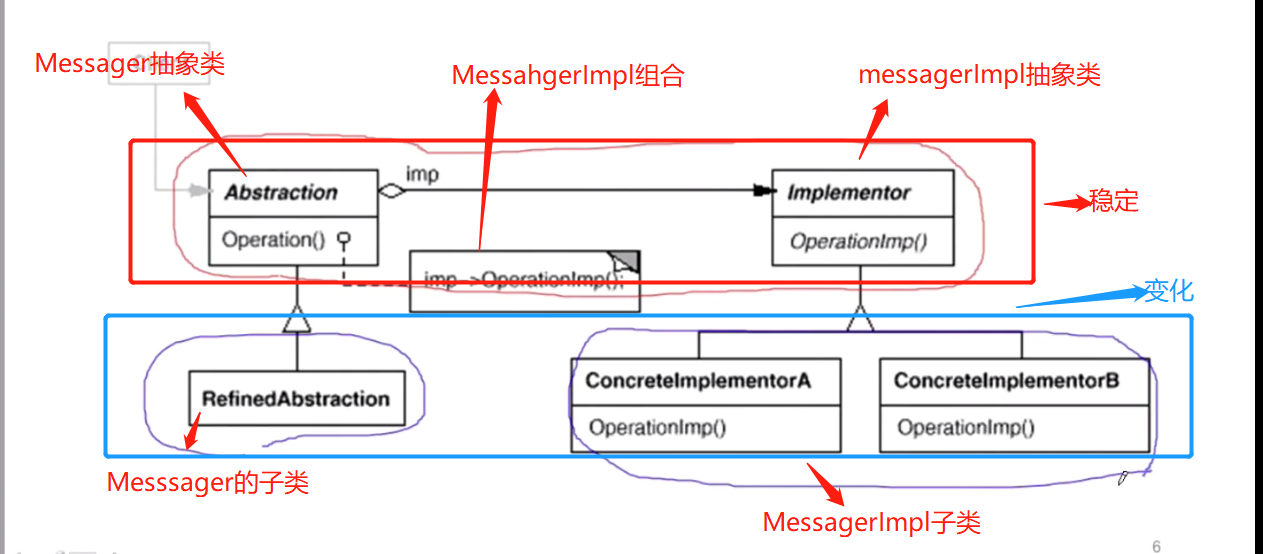 Messager抽象类
MessahgerImpl组合
messagerImpl抽象类
imp
Abstraction
Implementor
稳定
Operation()
OperationImp()
imp->OperationImp();
变化
RefinedAbstraction
ConcreteImplementorA
ConcreteImplementorB
OperationImp()
OperationImp()
Messsager的子类
MessagerImpl子类
6